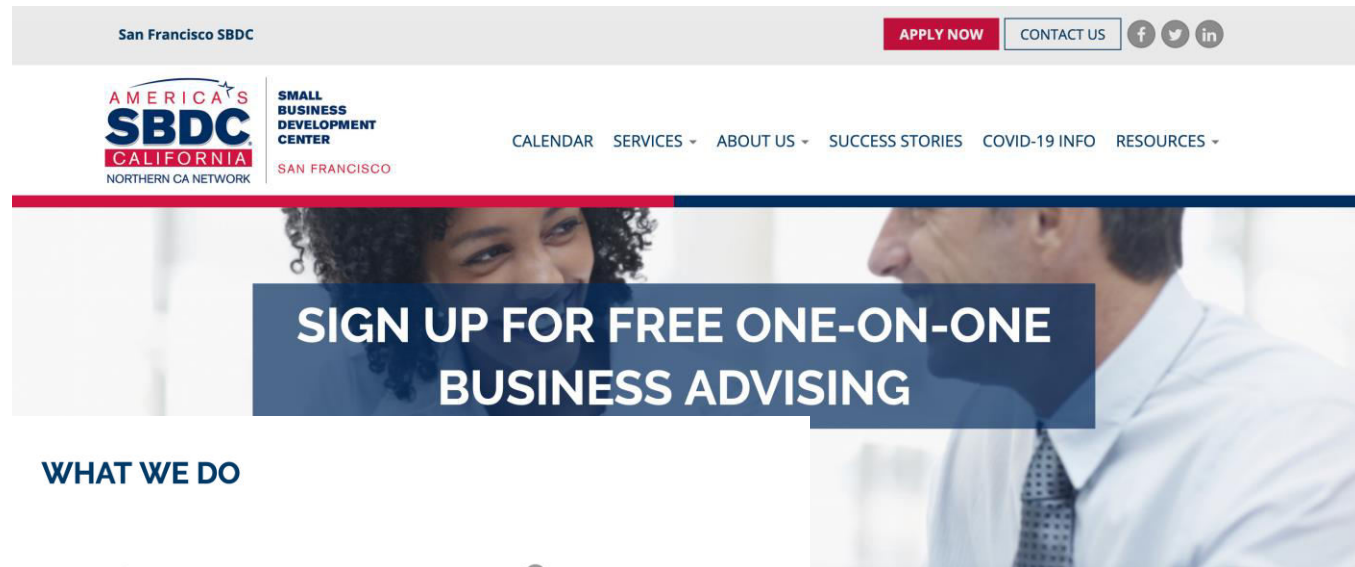 San Francisco SBDC
APPLY NOW
CONTACT US
AMERICA'S
SBDC
CALIFORNIA
NORTHERN CA NETWORK
SMALL
BUSINESS
DEVELOPMENT
CENTER
SAN FRANCISCO
CALENDAR SERVICES ABOUT US SUCCESS STORIES COVID-19 INFO RESOURCES
SIGN UP FOR FREE ONE-ON-ONE
BUSINESS ADVISING
WHAT WE DO